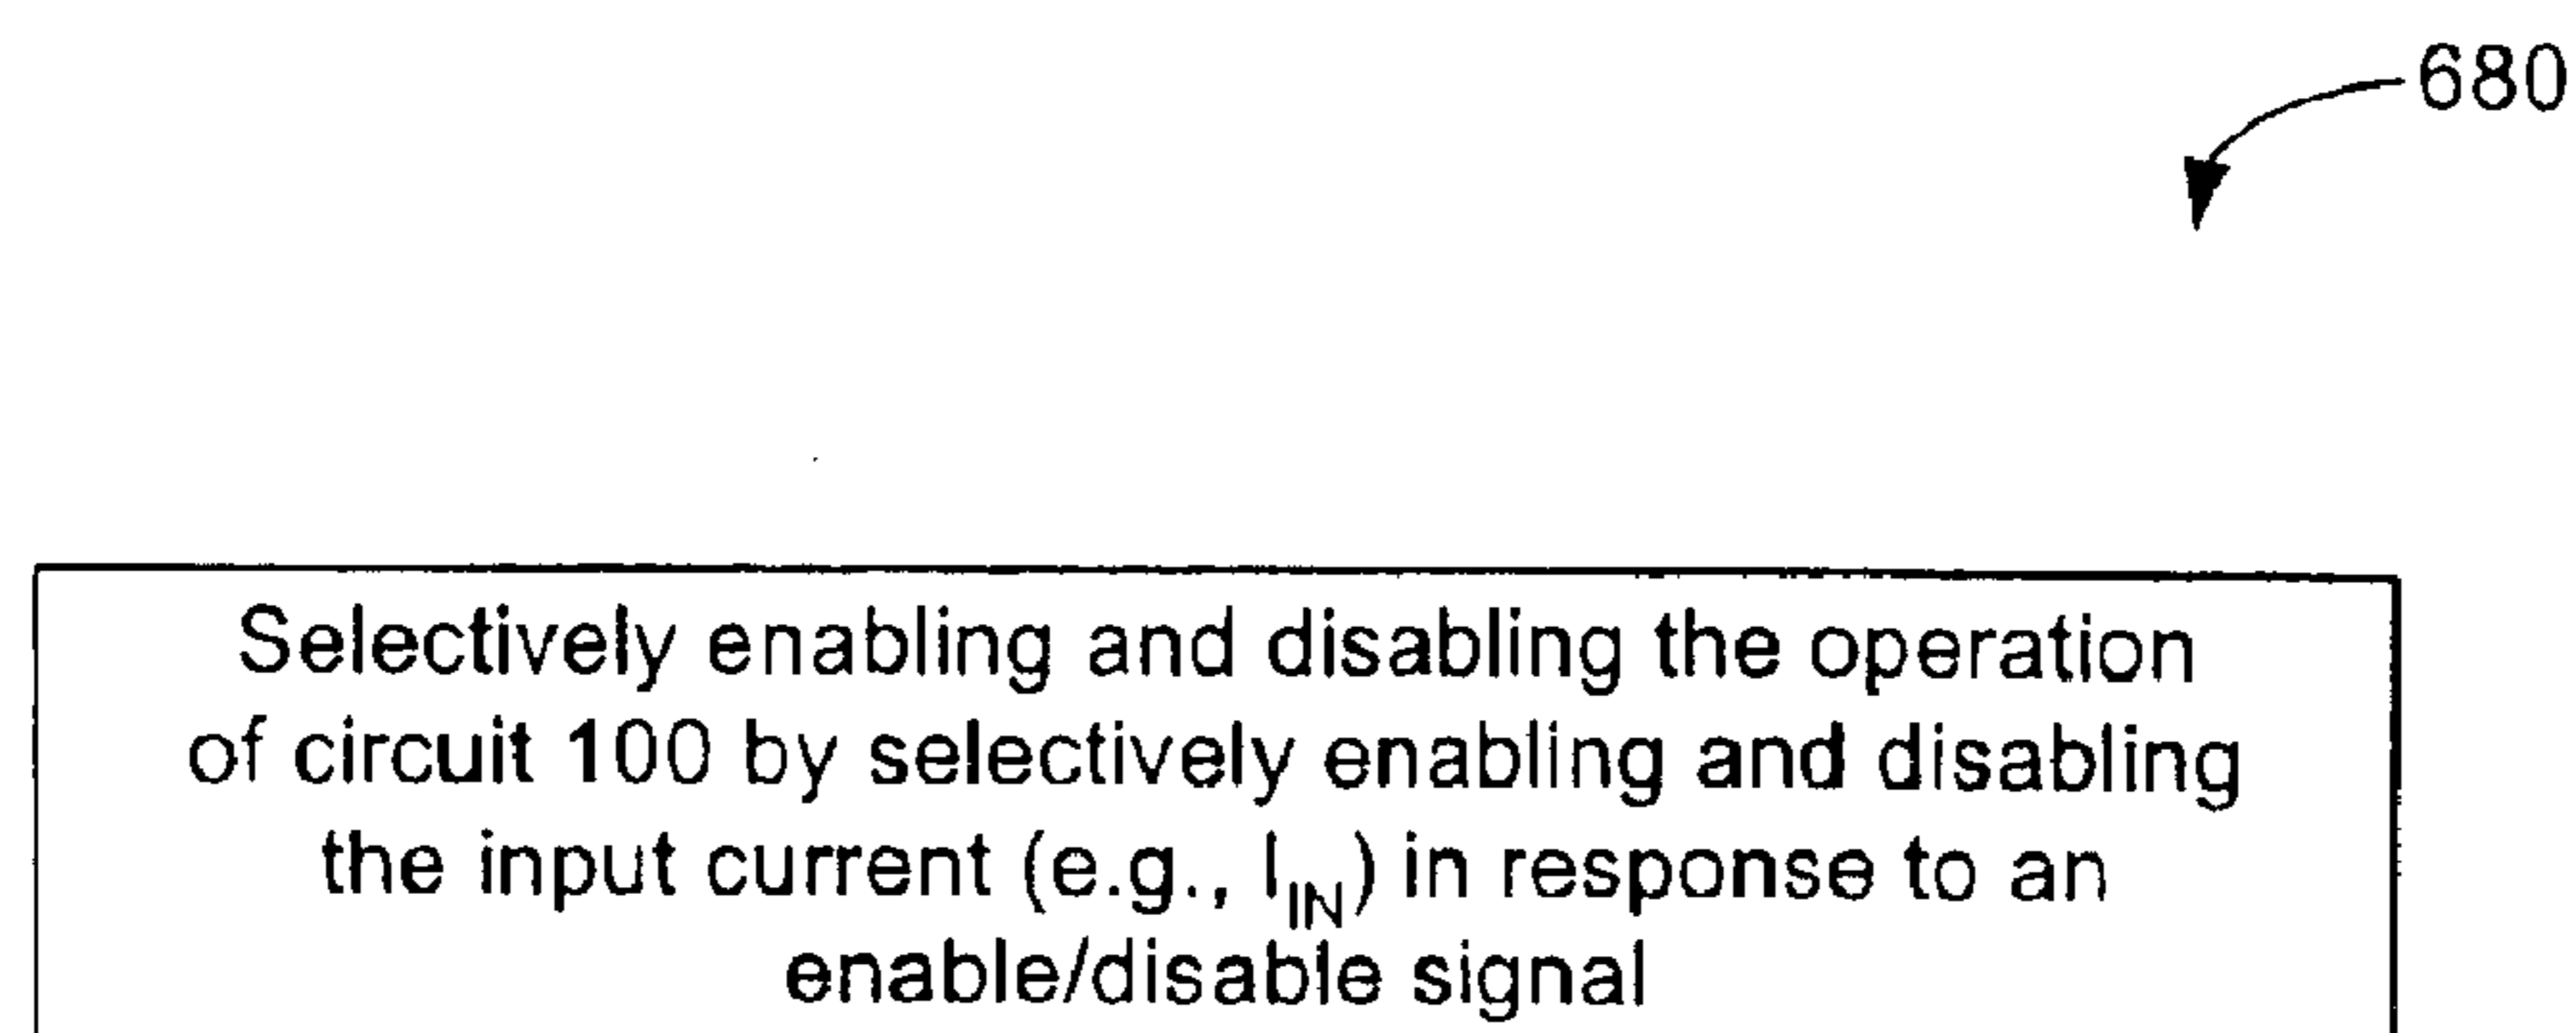 680
Selectively enabling and disabling the operation
of circuit 100 by selectively enabling and disabling
the input current (e.g., I_IN) in response to an
enable/disable signal